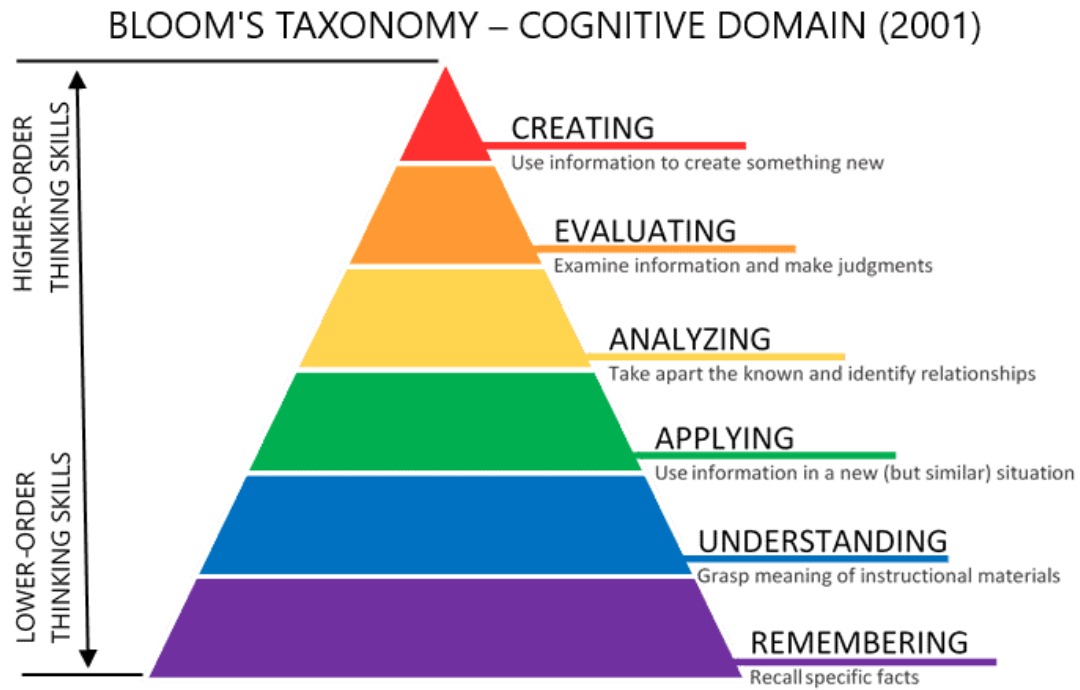 BLOOM'S TAXONOMY – COGNITIVE DOMAIN (2001)
HIGHER-ORDER
THINKING SKILLS
CREATING
Use information to create something new
EVALUATING
Examine information and make judgments
ANALYZING
Take apart the known and identify relationships
APPLYING
Use information in a new (but similar) situation
LOWER-ORDER
THINKING SKILLS
UNDERSTANDING
Grasp meaning of instructional materials
REMEMBERING
Recall specific facts